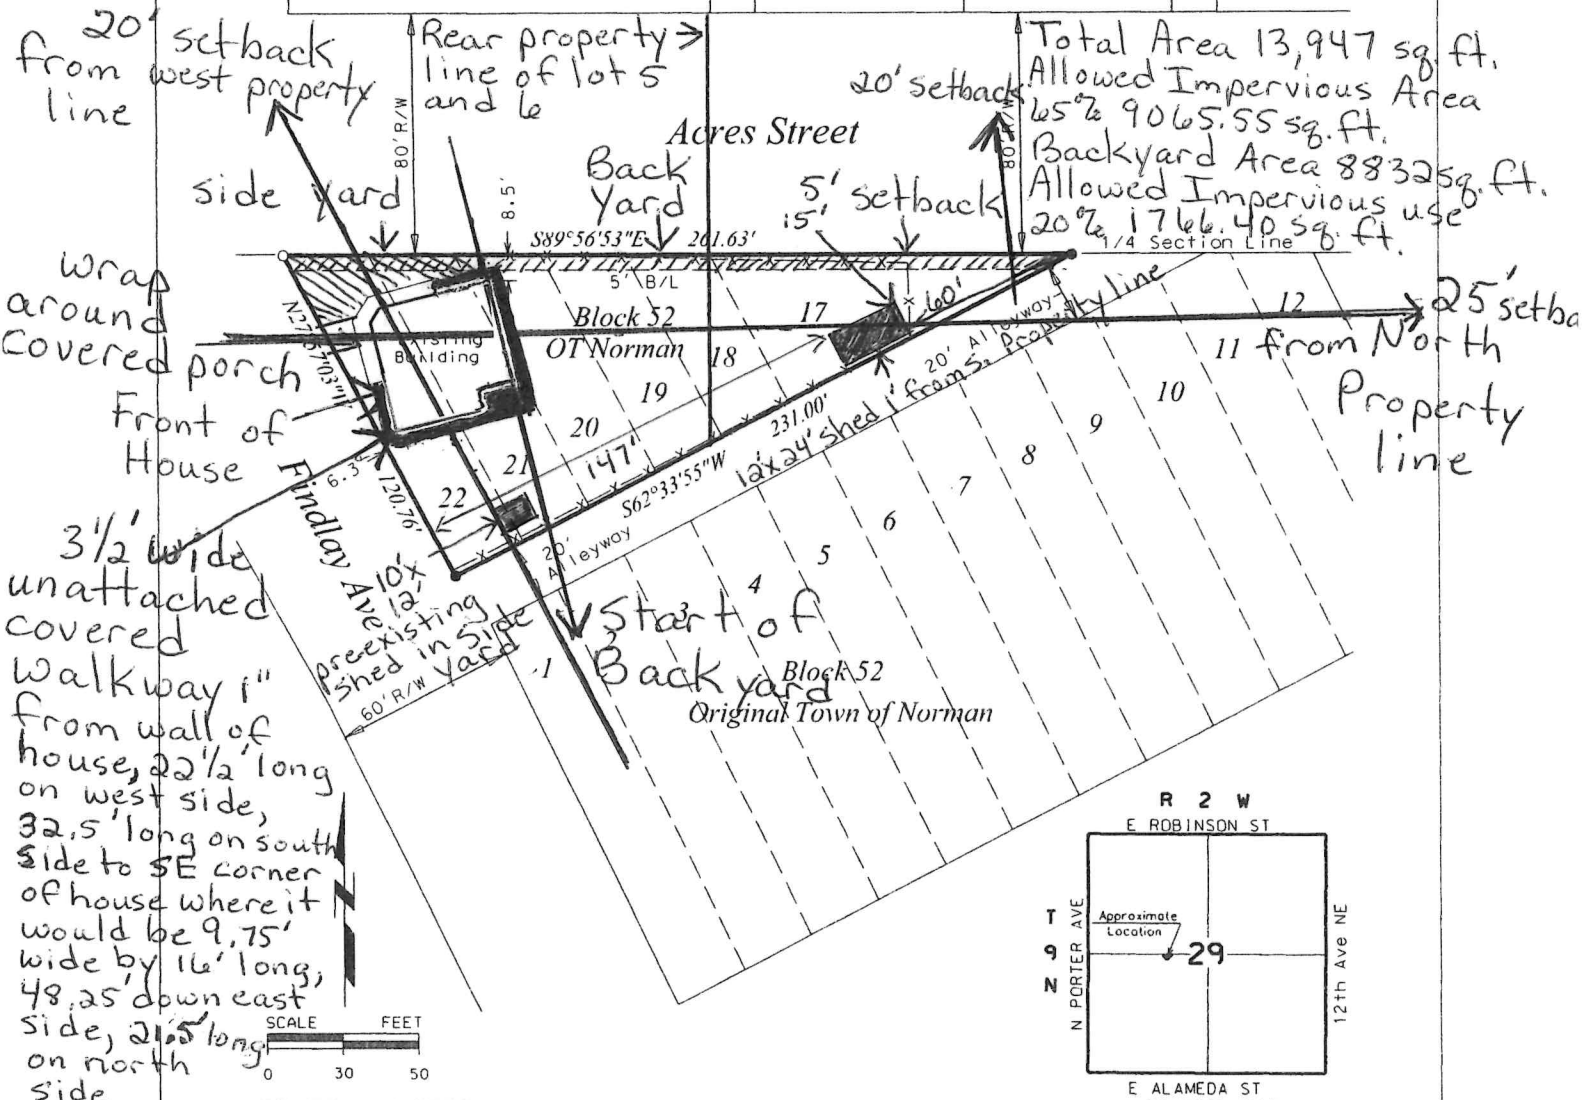 20' setback
from west property
line
Rear property
line of lot 5
and 6
80' R/W
Acres Street
20' setback
80' R/W
Total Area 13,947 sq. ft.
Allowed Impervious Area
65% 9065.55 sq. ft.
Backyard Area 8832 sq. ft.
Allowed Impervious use
20% 1766.40 sq. ft.
1/4 Section Line
side yard
8.5'
Back
Yard
5' setback
15'
S89°56'53"E
261.63'
5' B/L
wrap
around
covered porch
Front of
House
Existing
Building
Block 52
OT Norman
17
18
19
20
21
22
60'
20' Alleyway
25' setba
from North
Property
line
12
11
10
9
8
7
6
5
4
3
2
1
147'
231.00'
S62°33'55"W
12'x24' shed 1' from S. Property line
20'
Alleyway
6.3'
120.76'
Findlay Ave
10'x
12'
pre-existing
shed in side
yard
60' R/W
Start of
Back yard
Block 52
Original Town of Norman
3 1/2' wide
unattached
covered
walkway 1"
from wall of
house, 22 1/2' long
on west side,
32.5' long on south
side to SE corner
of house where it
would be 9.75'
wide by 16' long,
48.25' down east
side, 21.5' long
on north
side
SCALE FEET
0 30 50
R 2 W
E ROBINSON ST
T
9
N
N PORTER AVE
Approximate
Location
29
12th Ave NE
E ALAMEDA ST